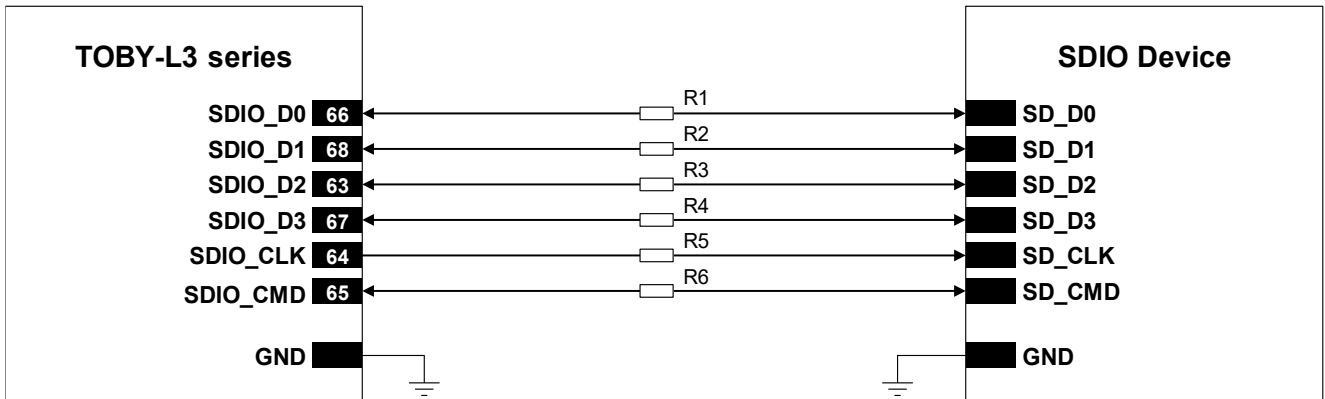 TOBY-L3 series
SDIO Device
SDIO_D0 66 R1 SD_D0
SDIO_D1 68 R2 SD_D1
SDIO_D2 63 R3 SD_D2
SDIO_D3 67 R4 SD_D3
SDIO_CLK 64 R5 SD_CLK
SDIO_CMD 65 R6 SD_CMD
GND GND